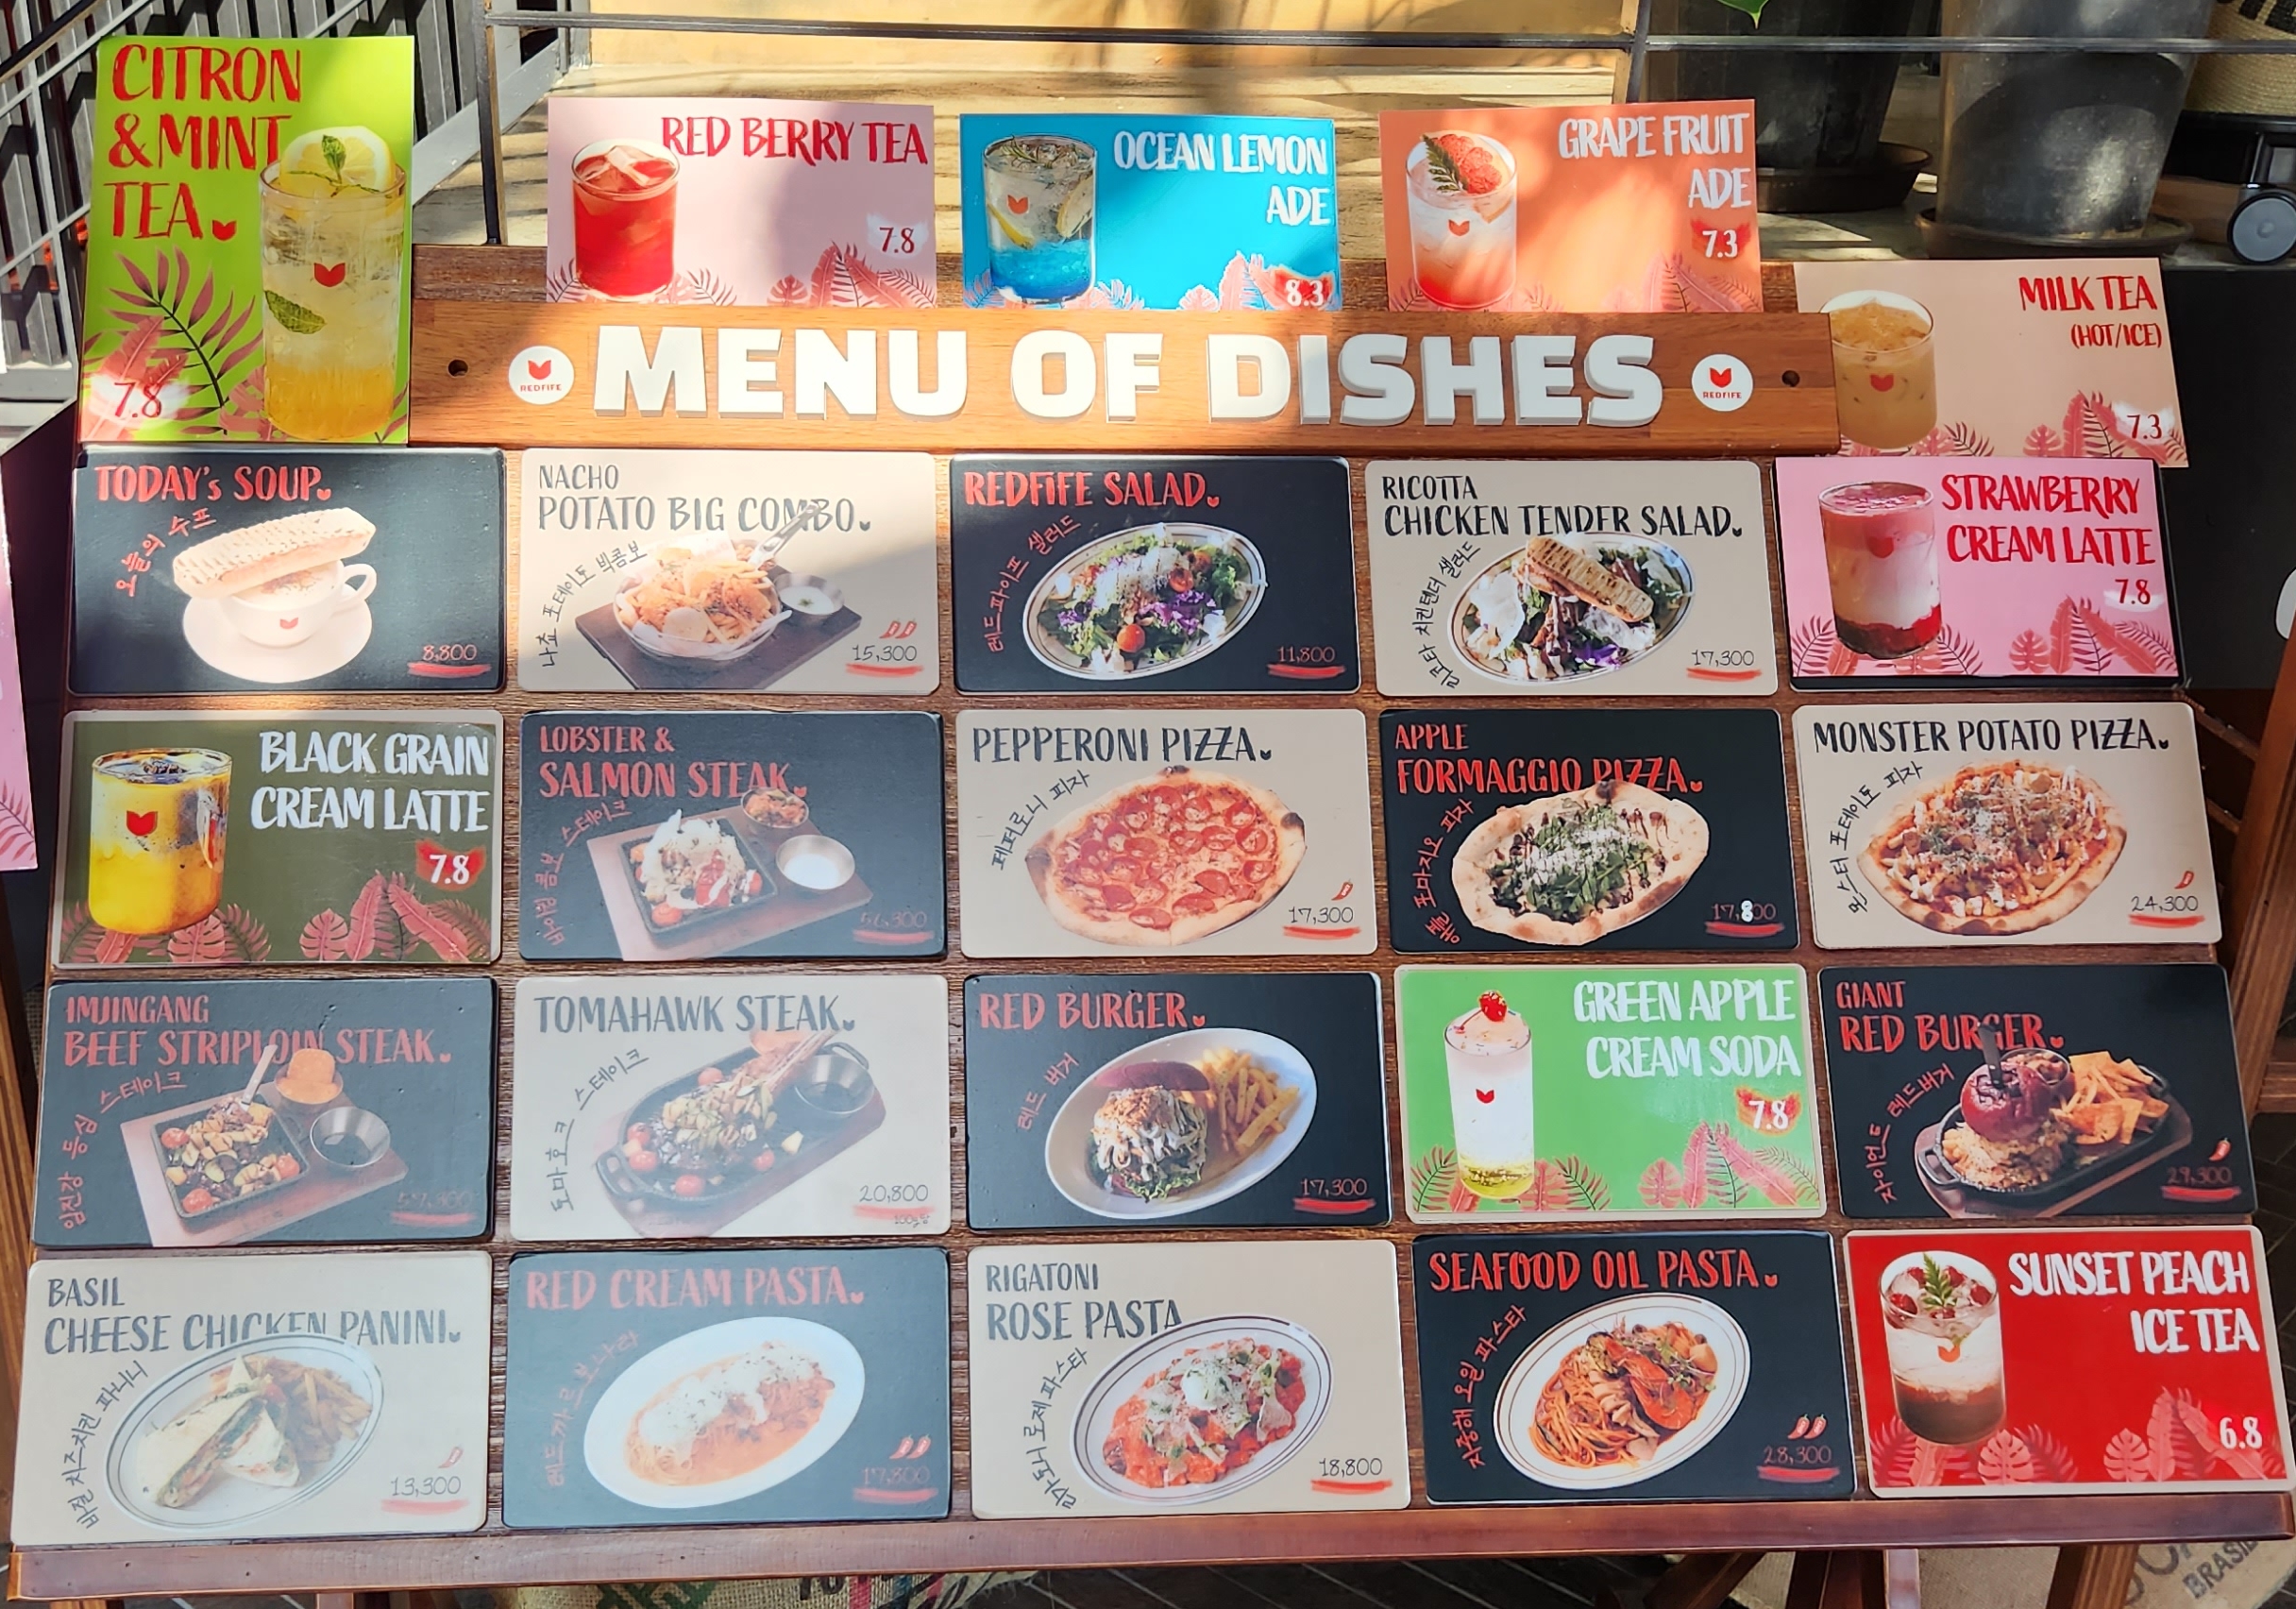 CITRON
&MINT
TEA
7.8
RED BERRY TEA
7.8
OCEAN LEMON
ADE
8.3
GRAPE FRUIT
ADE
7.3
MILK TEA
(HOT/ICE)
7.3
REDFIFE
MENU OF DISHES
REDFIFE
TODAY's SOUP
오늘의 수프
8,800
NACHO
POTATO BIG COMBO
나쵸 포테이토 빅콤보
15,300
REDFIFE SALAD
레드파이프 샐러드
11,800
RICOTTA
CHICKEN TENDER SALAD
리코타 치킨텐더 샐러드
17,300
STRAWBERRY
CREAM LATTE
7.8
BLACK GRAIN
CREAM LATTE
7.8
LOBSTER &
SALMON STEAK
콤보 스테이크
56,300
PEPPERONI PIZZA
페퍼로니 피자
17,300
APPLE
FORMAGGIO PIZZA
포마지오 피자
17,800
MONSTER POTATO PIZZA
몬스터 포테이토 피자
24,300
IMJINGANG
BEEF STRIPLOIN STEAK
임진강 등심 스테이크
TOMAHAWK STEAK
토마호크 스테이크
20,800
100g당
RED BURGER
레드 버거
17,300
GREEN APPLE
CREAM SODA
7.8
GIANT
RED BURGER
자이언트 레드버거
29,300
BASIL
CHEESE CHICKEN PANINI
바질 치즈치킨 파니니
13,300
RED CREAM PASTA
레드까르보나라
17,800
RIGATONI
ROSE PASTA
리가토니 로제 파스타
18,800
SEAFOOD OIL PASTA
지중해 오일 파스타
28,300
SUNSET PEACH
ICE TEA
6.8
BRASIL